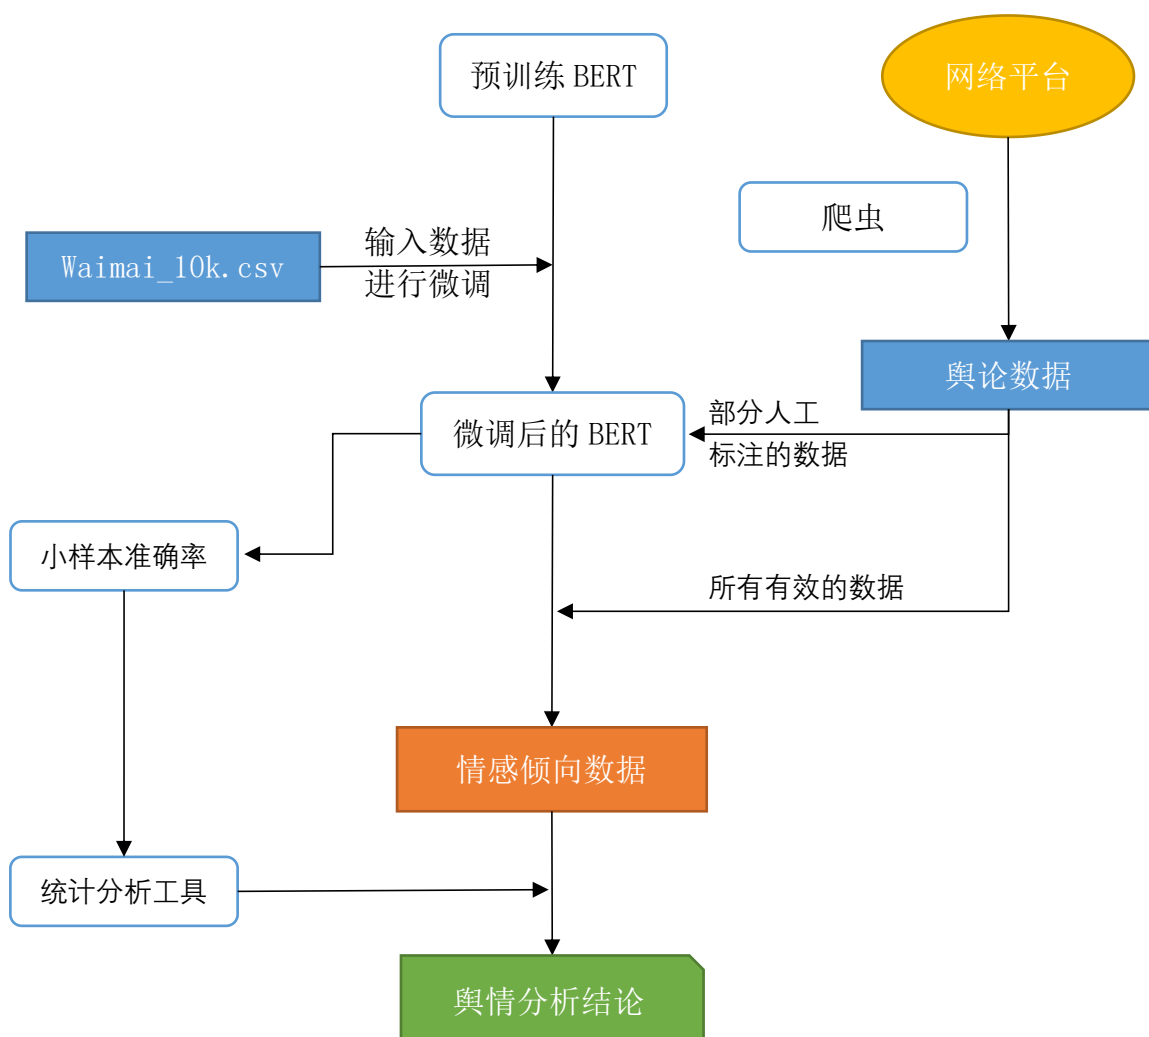 预训练 BERT
网络平台
爬虫
Waimai_10k.csv
输入数据
进行微调
舆论数据
微调后的 BERT
部分人工
标注的数据
小样本准确率
所有有效的数据
情感倾向数据
统计分析工具
舆情分析结论